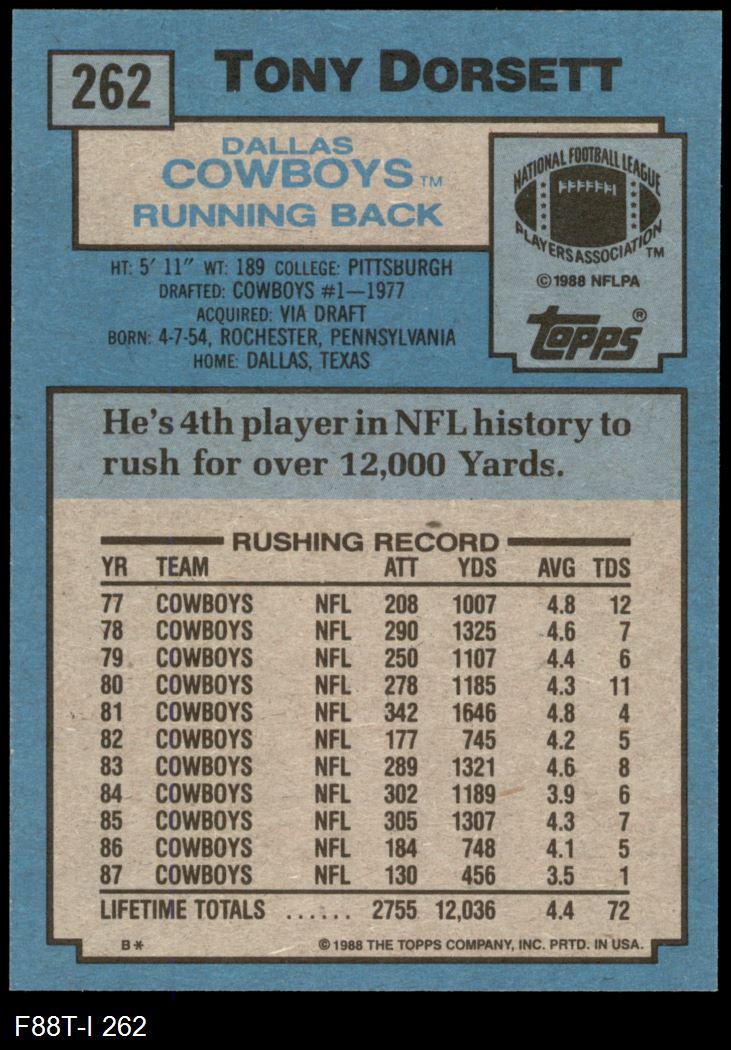 262
TONY DORSETT
DALLAS
COWBOYS TM
RUNNING BACK
NATIONAL FOOTBALL LEAGUE
PLAYERS ASSOCIATION TM
©1988 NFLPA
TOPPS®
HT: 5' 11" WT: 189 COLLEGE: PITTSBURGH
DRAFTED: COWBOYS #1—1977
ACQUIRED: VIA DRAFT
BORN: 4-7-54, ROCHESTER, PENNSYLVANIA
HOME: DALLAS, TEXAS
He's 4th player in NFL history to
rush for over 12,000 Yards.
RUSHING RECORD
YR TEAM ATT YDS AVG TDS
77 COWBOYS NFL 208 1007 4.8 12
78 COWBOYS NFL 290 1325 4.6 7
79 COWBOYS NFL 250 1107 4.4 6
80 COWBOYS NFL 278 1185 4.3 11
81 COWBOYS NFL 342 1646 4.8 4
82 COWBOYS NFL 177 745 4.2 5
83 COWBOYS NFL 289 1321 4.6 8
84 COWBOYS NFL 302 1189 3.9 6
85 COWBOYS NFL 305 1307 4.3 7
86 COWBOYS NFL 184 748 4.1 5
87 COWBOYS NFL 130 456 3.5 1
LIFETIME TOTALS ...... 2755 12,036 4.4 72
B* ©1988 THE TOPPS COMPANY, INC. PRTD. IN USA.
F88T-I 262